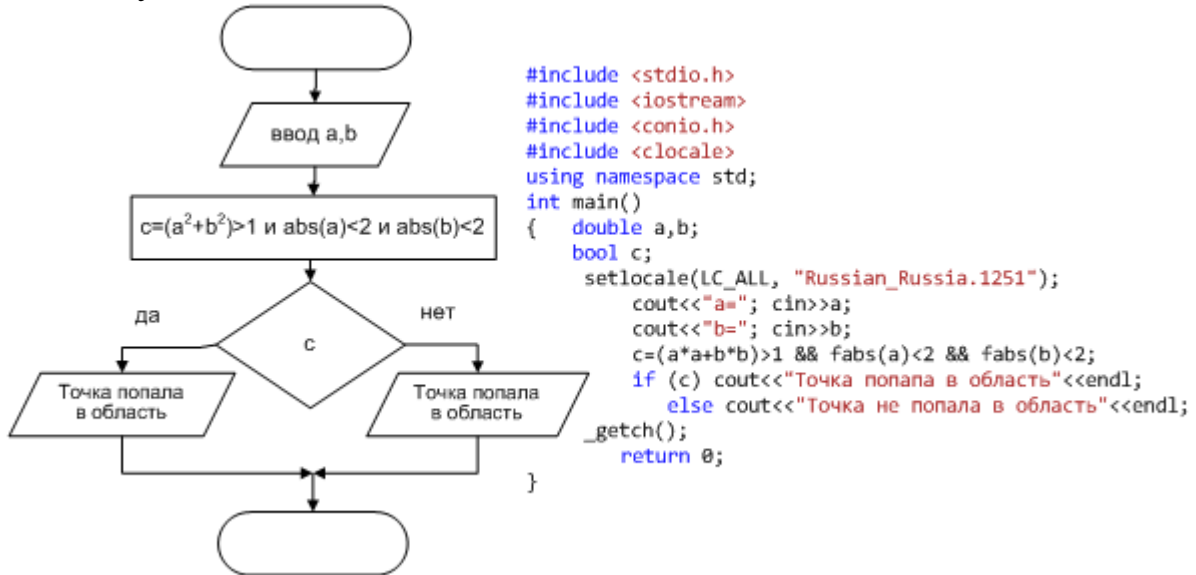 ввод a,b
c=(a²+b²)>1 и abs(a)<2 и abs(b)<2
да
нет
c
Точка попала
в область
Точка попала
в область
#include <stdio.h>
#include <iostream>
#include <conio.h>
#include <clocale>
using namespace std;
int main()
{ double a,b;
bool c;
setlocale(LC_ALL, "Russian_Russia.1251");
cout<<"a="; cin>>a;
cout<<"b="; cin>>b;
c=(a*a+b*b)>1 && fabs(a)<2 && fabs(b)<2;
if (c) cout<<"Точка попапа в область"<<endl;
else cout<<"Точка не попала в область"<<endl;
_getch();
return 0;
}